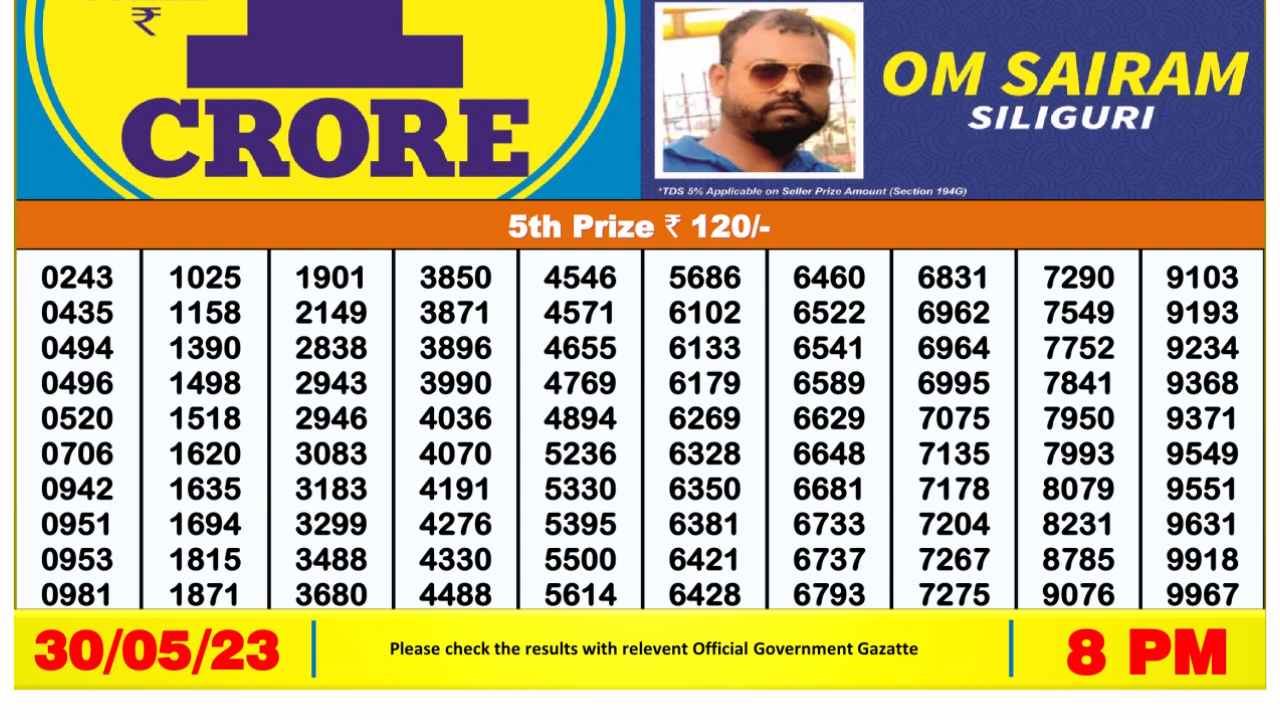 ₹
CRORE
OM SAIRAM
SILIGURI
*TDS 5% Applicable on Seller Prize Amount (Section 194G)
5th Prize ₹ 120/-
0243 1025 1901 3850 4546 5686 6460 6831 7290 9103
0435 1158 2149 3871 4571 6102 6522 6962 7549 9193
0494 1390 2838 3896 4655 6133 6541 6964 7752 9234
0496 1498 2943 3990 4769 6179 6589 6995 7841 9368
0520 1518 2946 4036 4894 6269 6629 7075 7950 9371
0706 1620 3083 4070 5236 6328 6648 7135 7993 9549
0942 1635 3183 4191 5330 6350 6681 7178 8079 9551
0951 1694 3299 4276 5395 6381 6733 7204 8231 9631
0953 1815 3488 4330 5500 6421 6737 7267 8785 9918
0981 1871 3680 4488 5614 6428 6793 7275 9076 9967
30/05/23 Please check the results with relevent Official Government Gazatte 8 PM